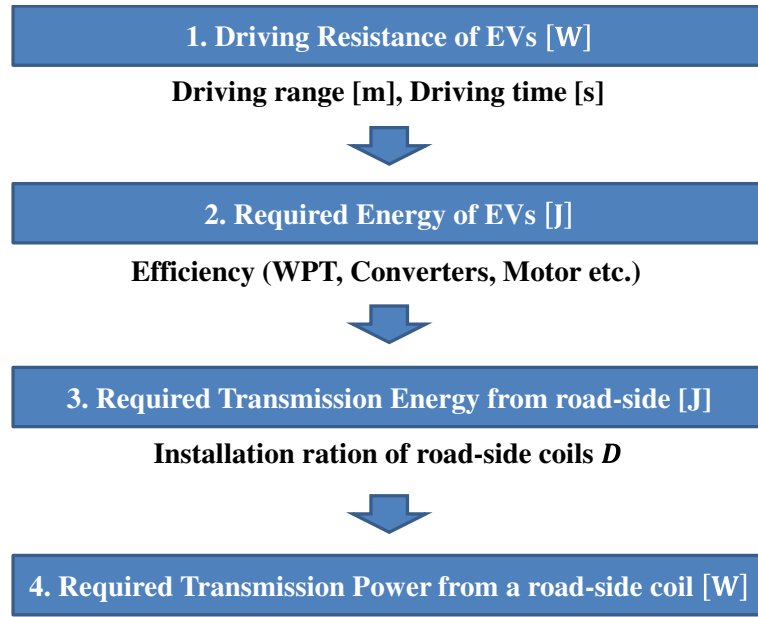 1. Driving Resistance of EVs [W]
Driving range [m], Driving time [s]
2. Required Energy of EVs [J]
Efficiency (WPT, Converters, Motor etc.)
3. Required Transmission Energy from road-side [J]
Installation ration of road-side coils D
4. Required Transmission Power from a road-side coil [W]